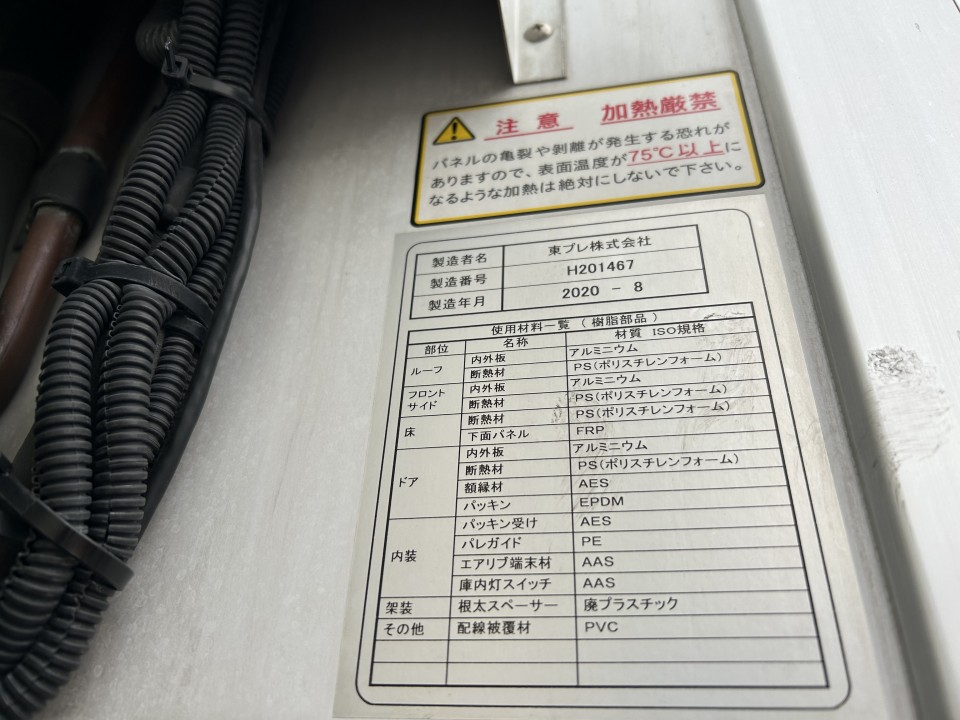 注意 加熱厳禁
パネルの亀裂や剥離が発生する恐れが
ありますので、表面温度が75℃以上に
なるような加熱は絶対にしないで下さい。
製造者名 東プレ株式会社
製造番号 H201467
製造年月 2020 - 8
使用材料一覧 (樹脂部品)
部位 名称 材質 ISO規格
ルーフ 内外板 アルミニウム
断熱材 PS(ポリスチレンフォーム)
フロント サイド 内外板 アルミニウム
断熱材 PS(ポリスチレンフォーム)
床 断熱材 PS(ポリスチレンフォーム)
下面パネル FRP
ドア 内外板 アルミニウム
断熱材 PS(ポリスチレンフォーム)
額縁材 AES
パッキン EPDM
内装 パッキン受け AES
パレガイド PE
エアリブ端末材 AAS
庫内灯スイッチ AAS
架装 根太スペーサー 廃プラスチック
その他 配線被覆材 PVC